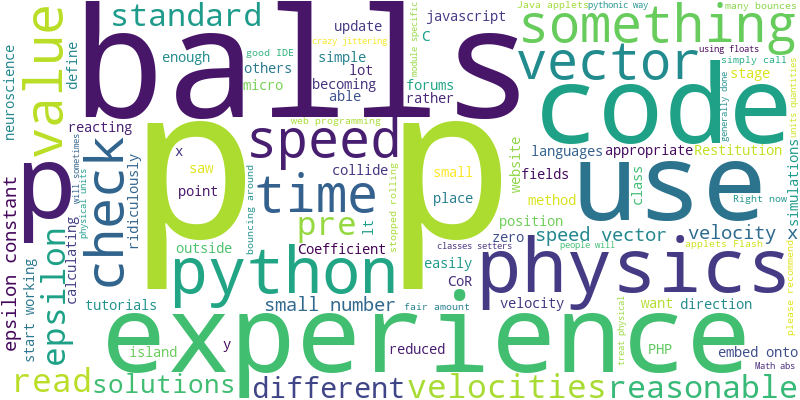 balls
p p
p
experience
use
code
physics
python
speed
something
vector
value
check
time
pre
epsilon
velocities
reasonable
different
solutions
read
standard
small number
speed vector
velocity x
epsilon constant
calculating
start working
ridiculously
neuroscience
define
reacting
enough
others
micro
good IDE
update
crazy jittering
simple
lot
becoming
able
javascript
C
forums
rather
module specific
web programming
Java applets
pythonic way
many bounces
using floats
simply call
stage
generally done
units quantities
languages
appropriate
Restitution
simulations
website
fields
class
method
position
Right now
collide
small
place
x
saw
point
outside
bouncing around
Coefficient
lt
stopped rolling
zero
easily
CoR
classes setters
people will
applets Flash
please recommend
will sometimes
physical units
tutorials
island
y
reduced
fair amount
velocity
want
direction
treat physical
PHP
embed onto
Math abs